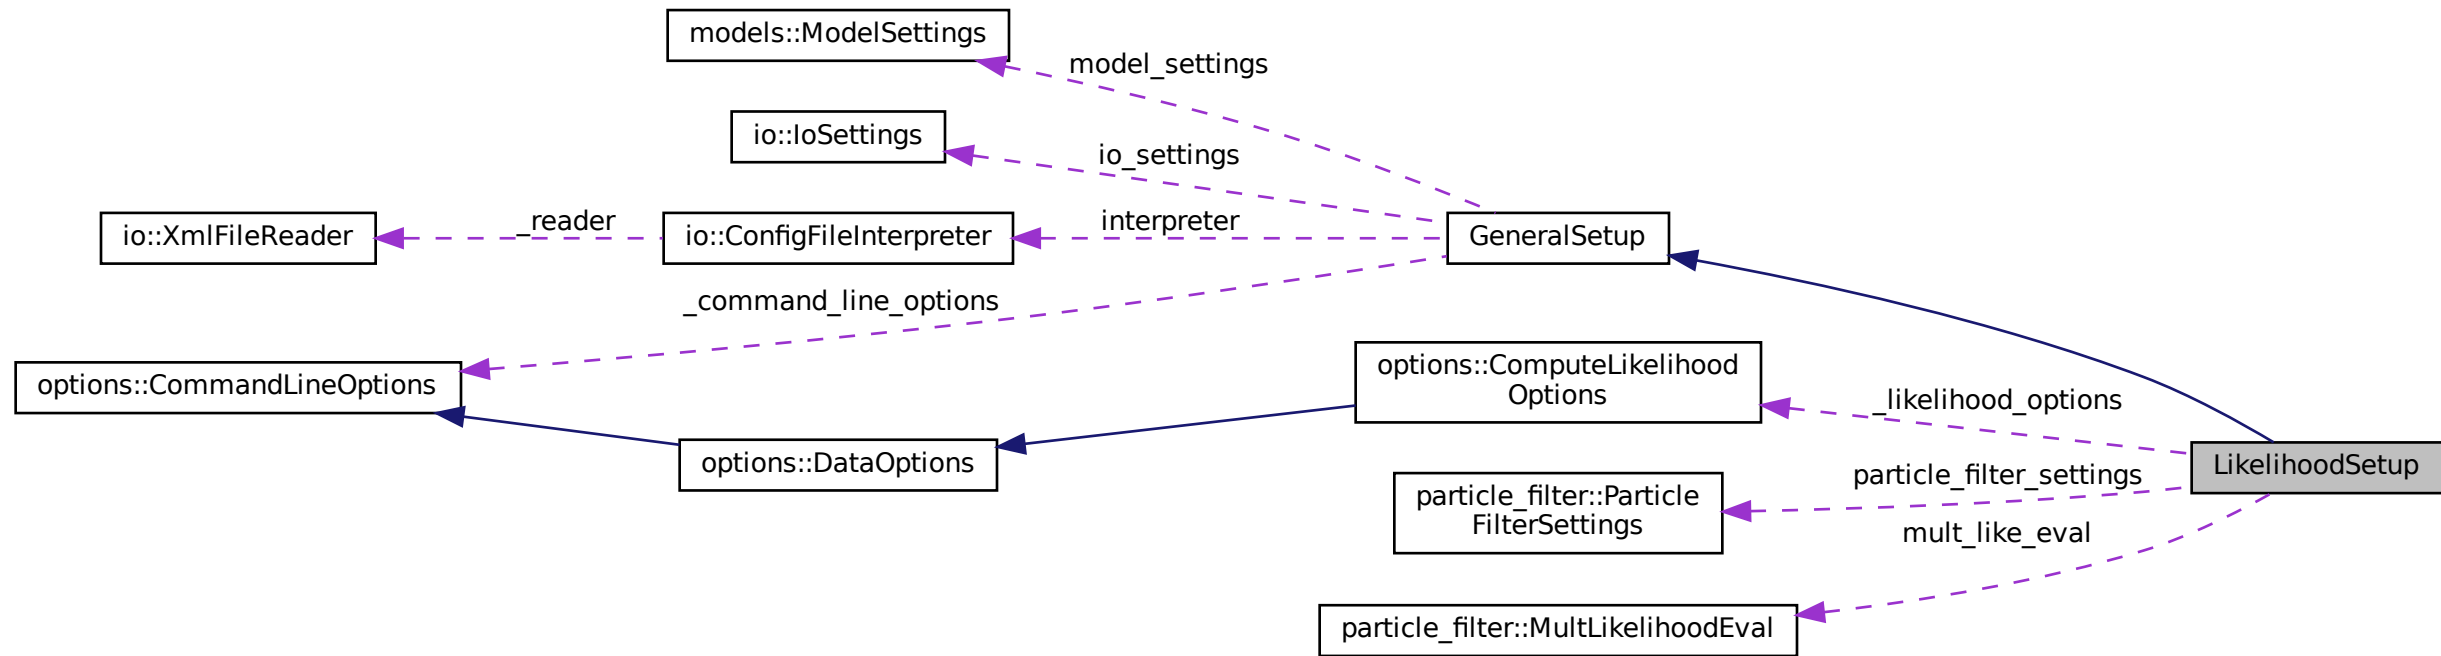 models::ModelSettings
model_settings
io::IoSettings
io_settings
io::XmlFileReader
_reader
io::ConfigFileInterpreter
interpreter
GeneralSetup
_command_line_options
options::CommandLineOptions
options::ComputeLikelihood
Options
_likelihood_options
options::DataOptions
LikelihoodSetup
particle_filter_settings
particle_filter::Particle
FilterSettings
mult_like_eval
particle_filter::MultLikelihoodEval